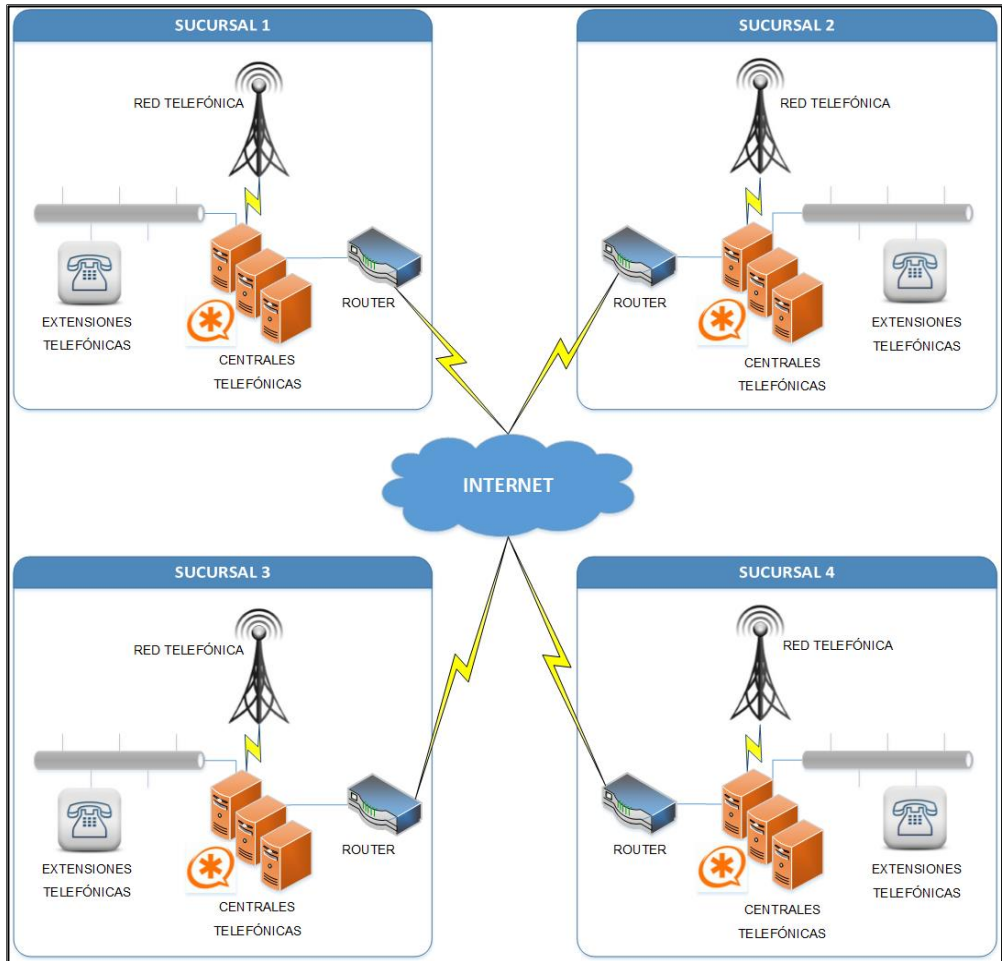 SUCURSAL 1
RED TELEFÓNICA
EXTENSIONES
TELEFÓNICAS
CENTRALES
TELEFÓNICAS
ROUTER
SUCURSAL 2
RED TELEFÓNICA
ROUTER
CENTRALES
TELEFÓNICAS
EXTENSIONES
TELEFÓNICAS
INTERNET
SUCURSAL 3
RED TELEFÓNICA
EXTENSIONES
TELEFÓNICAS
CENTRALES
TELEFÓNICAS
ROUTER
SUCURSAL 4
RED TELEFÓNICA
ROUTER
CENTRALES
TELEFÓNICAS
EXTENSIONES
TELEFÓNICAS